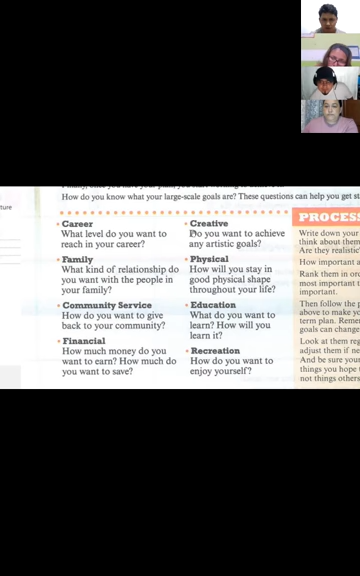 ture
How do you know what your large-scale goals are? These questions can help you get st
• Career
What level do you want to
reach in your career?
• Family
What kind of relationship do
you want with the people in
your family?
• Community Service
How do you want to give
back to your community?
• Financial
How much money do you
want to earn? How much do
you want to save?
• Creative
Do you want to achieve
any artistic goals?
• Physical
How will you stay in
good physical shape
throughout your life?
• Education
What do you want to
learn? How will you
learn it?
• Recreation
How do you want to
enjoy yourself?
PROCESS
Write down your
think about them
Are they realistic
How important a
Rank them in ord
most important t
important.
Then follow the p
above to make yo
term plan. Remem
goals can change
Look at them reg
adjust them if ne
And be sure your
things you hope t
not things others